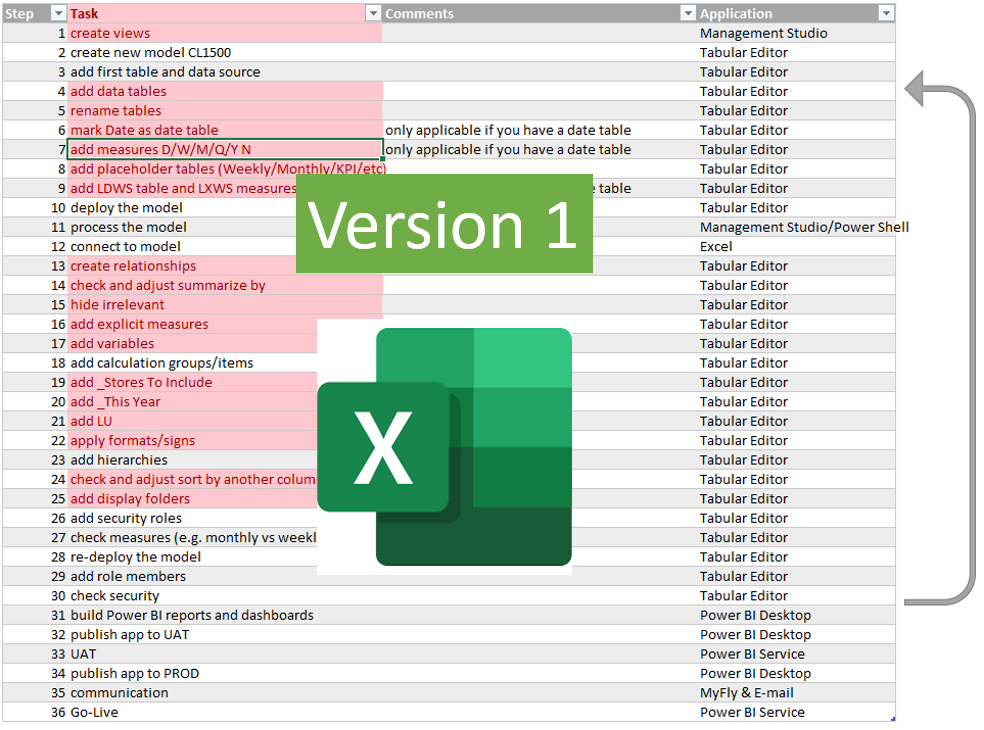 Step Task Comments Application
1 create views Management Studio
2 create new model CL1500 Tabular Editor
3 add first table and data source Tabular Editor
4 add data tables Tabular Editor
5 rename tables Tabular Editor
6 mark Date as date table only applicable if you have a date table Tabular Editor
7 add measures D/W/M/Q/Y N only applicable if you have a date table Tabular Editor
8 add placeholder tables (Weekly/Monthly/KPI/etc) Tabular Editor
9 add LDWS table and LXWS measures table Tabular Editor
Version 1
10 deploy the model Tabular Editor
11 process the model Management Studio/Power Shell
12 connect to model Excel
13 create relationships Tabular Editor
14 check and adjust summarize by Tabular Editor
15 hide irrelevant Tabular Editor
16 add explicit measures Tabular Editor
17 add variables Tabular Editor
18 add calculation groups/items Tabular Editor
19 add _Stores To Include Tabular Editor
20 add _This Year Tabular Editor
21 add LU Tabular Editor
X
22 apply formats/signs Tabular Editor
23 add hierarchies Tabular Editor
24 check and adjust sort by another Tabular Editor
25 add display folders Tabular Editor
26 add security roles Tabular Editor
27 check measures (e.g. monthly vs Tabular Editor
28 re-deploy the model Tabular Editor
29 add role members Tabular Editor
30 check security Tabular Editor
31 build Power BI reports and dashboards Power BI Desktop
32 publish app to UAT Power BI Desktop
33 UAT Power BI Service
34 publish app to PROD Power BI Desktop
35 communication MyFly & E-mail
36 Go-Live Power BI Service